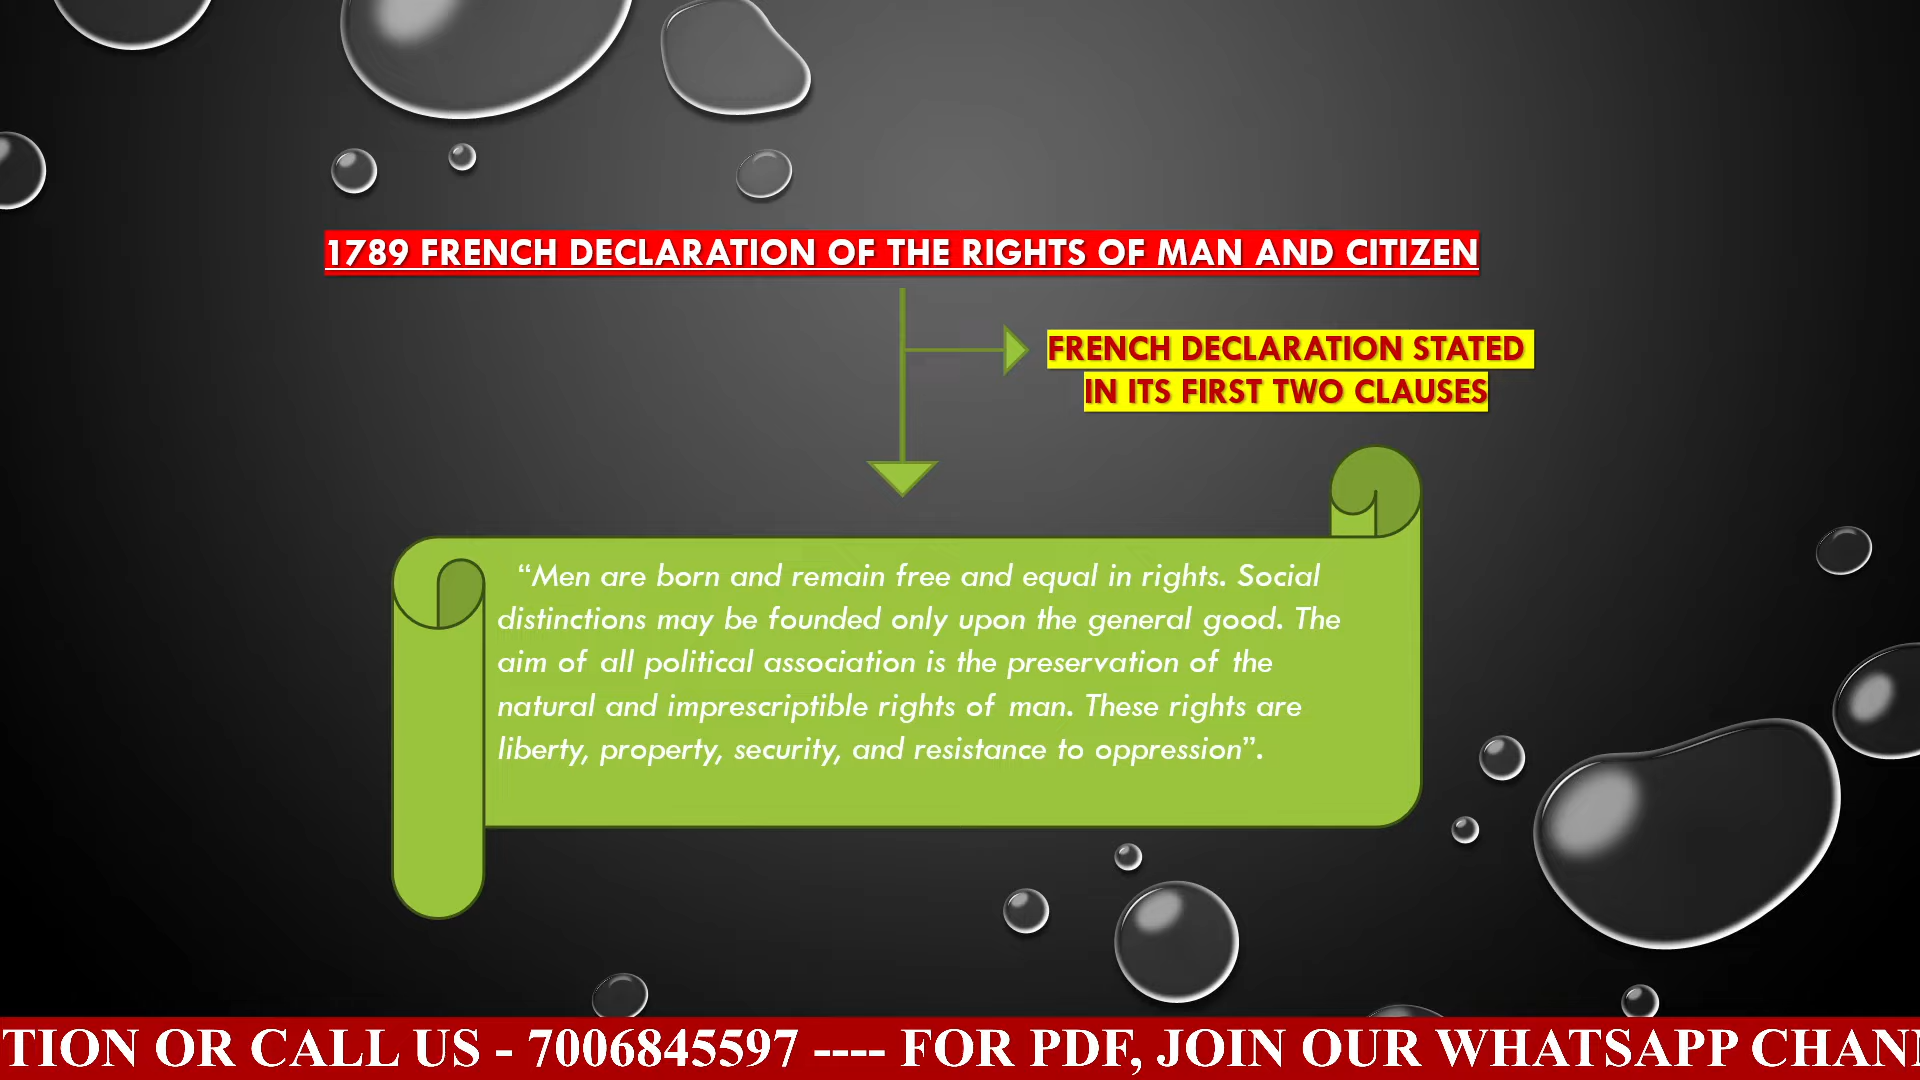 1789 FRENCH DECLARATION OF THE RIGHTS OF MAN AND CITIZEN
FRENCH DECLARATION STATED
IN ITS FIRST TWO CLAUSES
“Men are born and remain free and equal in rights. Social
distinctions may be founded only upon the general good. The
aim of all political association is the preservation of the
natural and imprescriptible rights of man. These rights are
liberty, property, security, and resistance to oppression”.
TION OR CALL US - 7006845597 ---- FOR PDF, JOIN OUR WHATSAPP CHAN